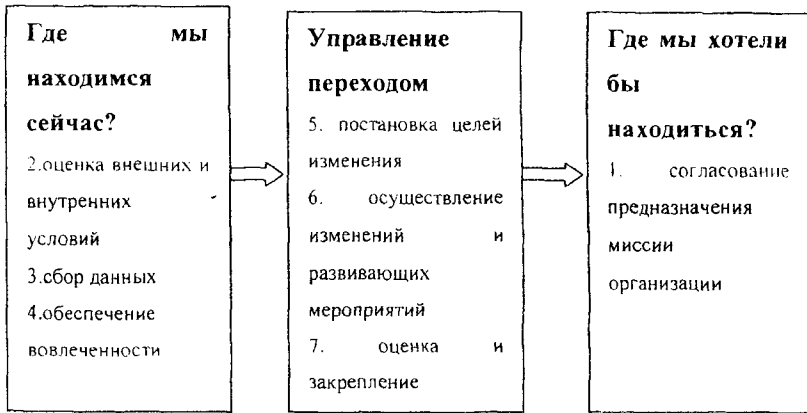 Где мы
находимся
сейчас?
2.оценка внешних и
внутренних
условий
3.сбор данных
4.обеспечение
вовлеченности
Управление
переходом
5. постановка целей
изменения
6. осуществление
изменений и
развивающих
мероприятий
7. оценка и
закрепление
Где мы хотели
бы
находиться?
1. согласование
предназначения
миссии
организации